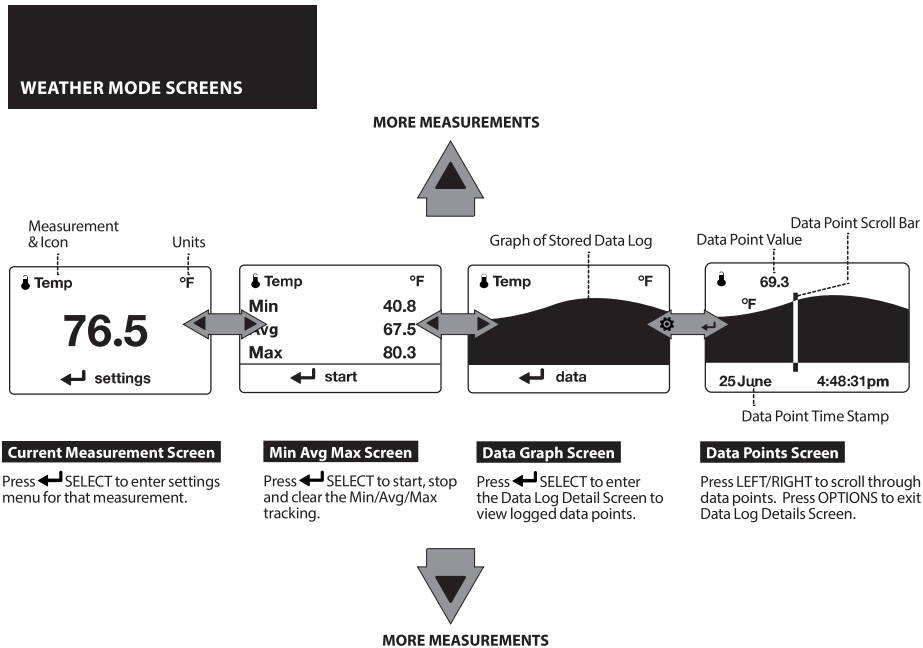 WEATHER MODE SCREENS
MORE MEASUREMENTS
Measurement
& Icon
Units
Temp
°F
76.5
settings
Temp
°F
Min 40.8
Avg 67.5
Max 80.3
start
Graph of Stored Data Log
Temp
°F
data
Data Point Scroll Bar
Data Point Value
69.3
°F
25 June 4:48:31pm
Data Point Time Stamp
Current Measurement Screen
Press SELECT to enter settings
menu for that measurement.
Min Avg Max Screen
Press SELECT to start, stop
and clear the Min/Avg/Max
tracking.
Data Graph Screen
Press SELECT to enter
the Data Log Detail Screen to
view logged data points.
Data Points Screen
Press LEFT/RIGHT to scroll through
data points. Press OPTIONS to exit
Data Log Details Screen.
MORE MEASUREMENTS